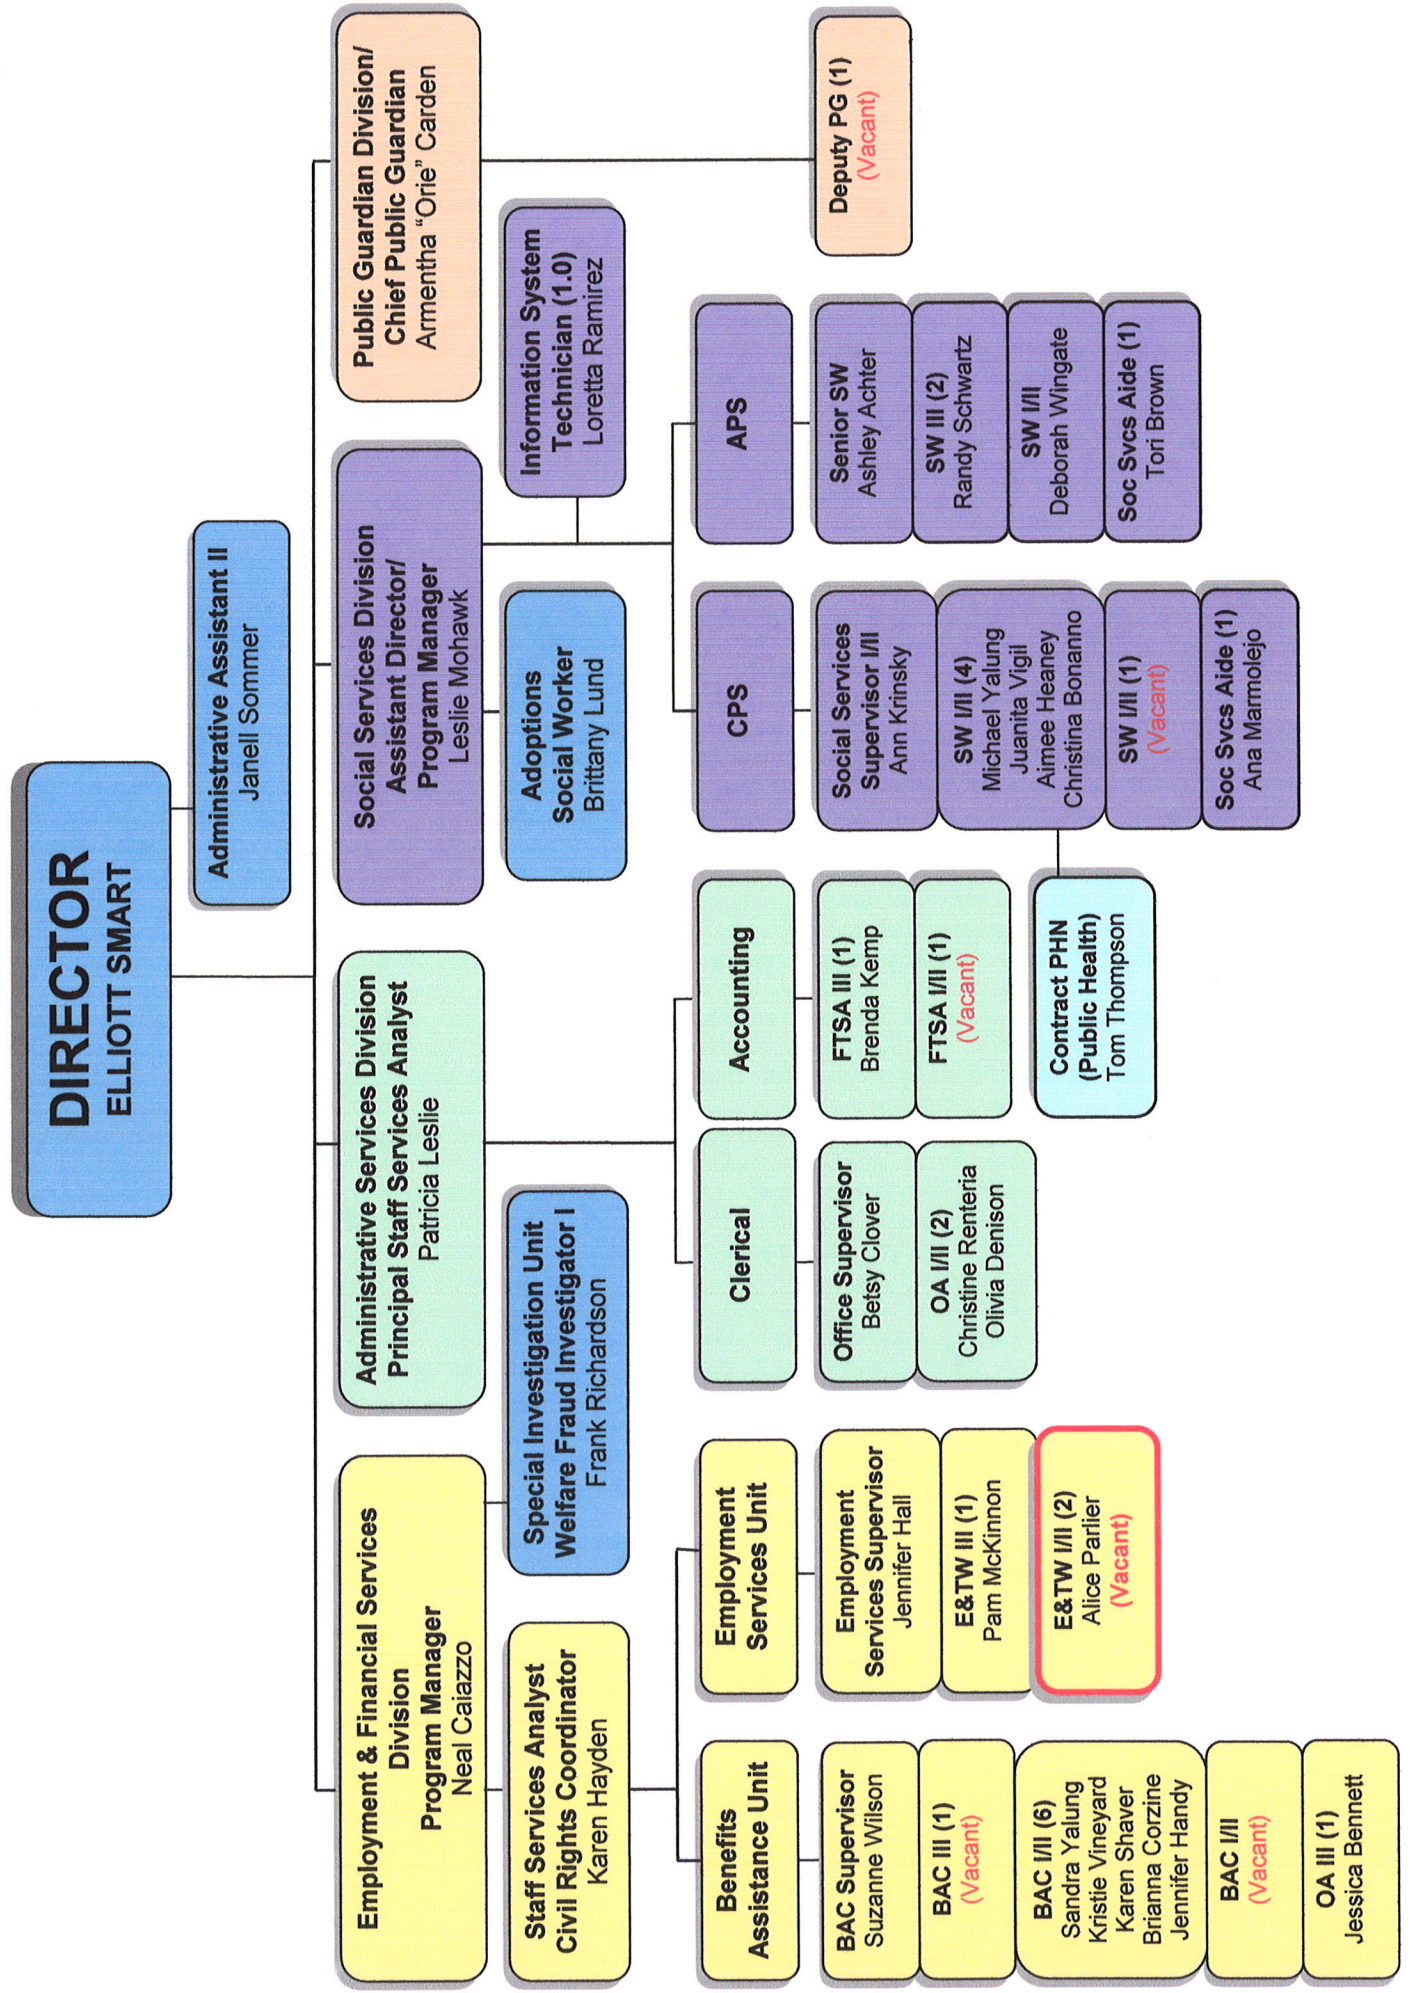 DIRECTOR
ELLIOTT SMART
Administrative Assistant II
Janell Sommer
Employment & Financial Services
Division
Program Manager
Neal Caiazzo
Administrative Services Division
Principal Staff Services Analyst
Patricia Leslie
Social Services Division
Assistant Director/
Program Manager
Leslie Mohawk
Public Guardian Division/
Chief Public Guardian
Armentha “Orie” Carden
Staff Services Analyst
Civil Rights Coordinator
Karen Hayden
Special Investigation Unit
Welfare Fraud Investigator I
Frank Richardson
Adoptions
Social Worker
Brittany Lund
Information System
Technician (1.0)
Loretta Ramirez
Benefits
Assistance Unit
BAC Supervisor
Suzanne Wilson
BAC III (1)
(Vacant)
BAC I/II (6)
Sandra Yalung
Kristie Vineyard
Karen Shaver
Brianna Corzine
Jennifer Handy
BAC I/II
(Vacant)
OA III (1)
Jessica Bennett
Employment
Services Unit
Employment
Services Supervisor
Jennifer Hall
E&TW III (1)
Pam McKinnon
E&TW I/II (2)
Alice Parlier
(Vacant)
Clerical
Office Supervisor
Betsy Clover
OA I/II (2)
Christine Renteria
Olivia Denison
Accounting
FTSA III (1)
Brenda Kemp
FTSA I/II (1)
(Vacant)
Contract PHN
(Public Health)
Tom Thompson
CPS
Social Services
Supervisor I/II
Ann Krinsky
SW I/II (4)
Michael Yalung
Juanita Vigil
Aimee Heaney
Christina Bonanno
SW I/II (1)
(Vacant)
Soc Svcs Aide (1)
Ana Marmolejo
APS
Senior SW
Ashley Achter
SW III (2)
Randy Schwartz
SW I/II
Deborah Wingate
Soc Svcs Aide (1)
Tori Brown
Deputy PG (1)
(Vacant)